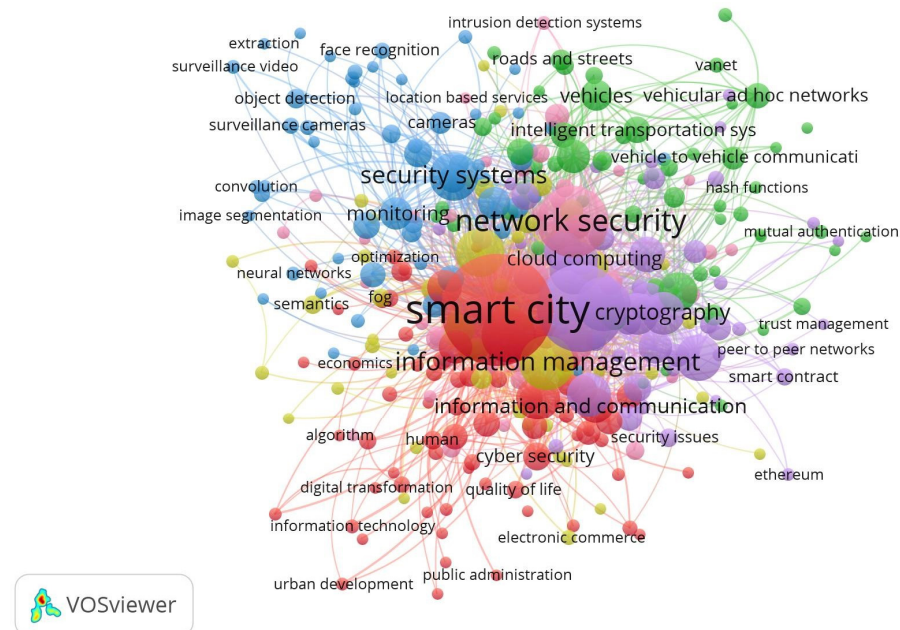 intrusion detection systems
extraction
face recognition
roads and streets
surveillance video
vanet
object detection
location based services
vehicles
vehicular ad hoc networks
surveillance cameras
cameras
intelligent transportation sys
vehicle to vehicle communicati
security systems
convolution
hash functions
image segmentation
monitoring
network security
mutual authentication
optimization
cloud computing
neural networks
semantics
fog
smart city
cryptography
trust management
peer to peer networks
economics
information management
smart contract
information and communication
algorithm
human
security issues
cyber security
ethereum
digital transformation
quality of life
information technology
electronic commerce
urban development
public administration
VOSviewer